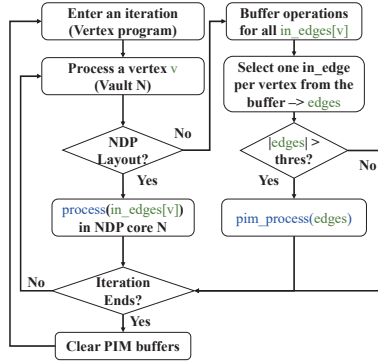 Enter an iteration
(Vertex program)
Process a vertex v
(Vault N)
NDP
Layout?
No
Yes
process(in_edges[v])
in NDP core N
Buffer operations
for all in_edges[v]
Select one in_edge
per vertex from the
buffer –> edges
|edges| >
thres?
Yes
No
pim_process(edges)
No
Iteration
Ends?
Yes
Clear PIM buffers